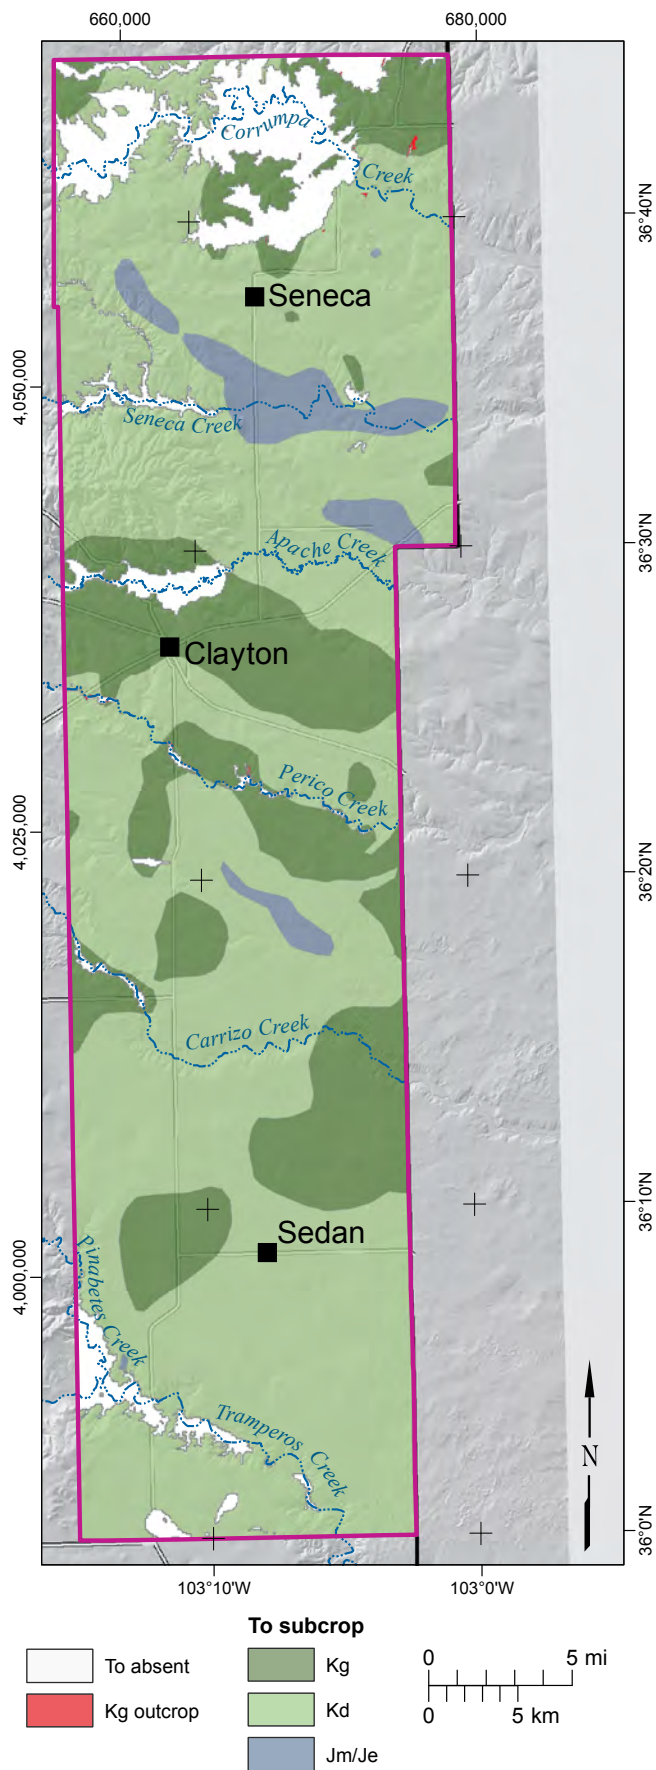 660,000
680,000
Corrumpa
Creek
36°40'N
Seneca
4,050,000
Seneca Creek
Apache Creek
36°30'N
Clayton
Perico Creek
4,025,000
36°20'N
Carrizo Creek
36°10'N
Sedan
4,000,000
Pinabetes Creek
Tramperos Creek
N
36°0'N
103°10'W
103°0'W
To subcrop
To absent
Kg
0 5 mi
Kg outcrop
Kd
0 5 km
Jm/Je